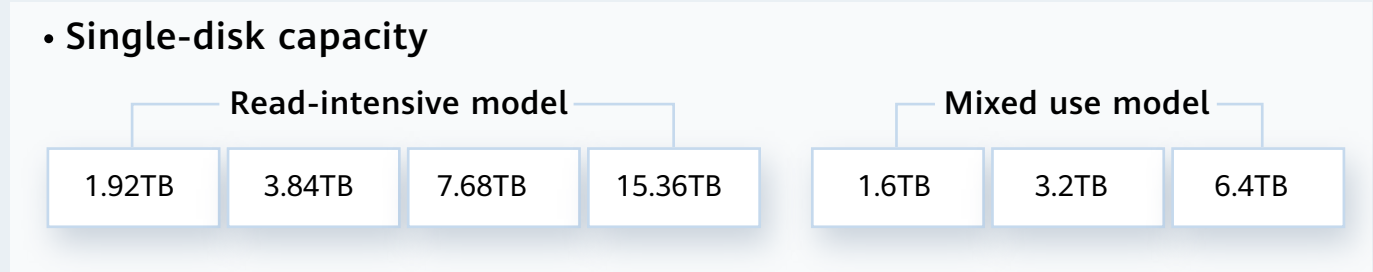 • Single-disk capacity
Read-intensive model
Mixed use model
1.92TB
3.84TB
7.68TB
15.36TB
1.6TB
3.2TB
6.4TB